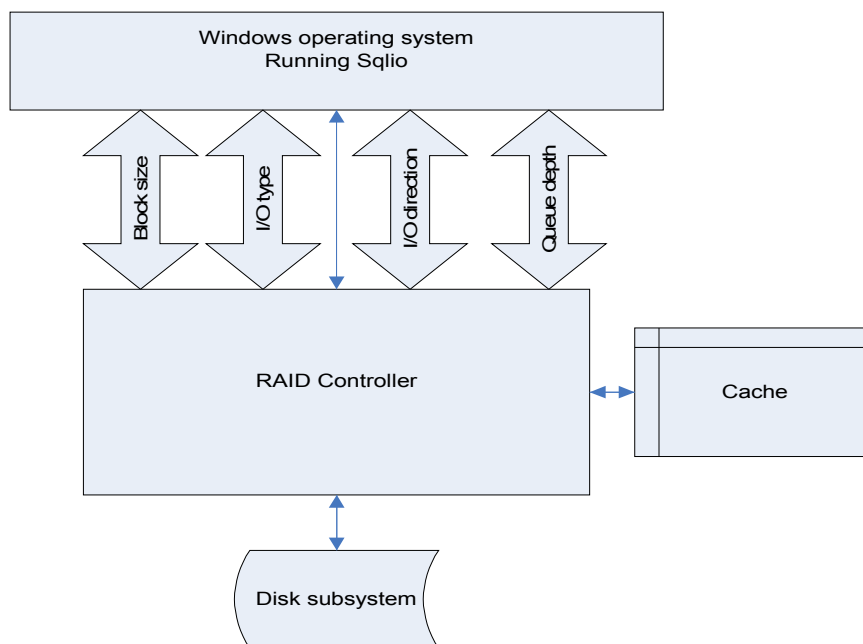 Windows operating system
Running Sqlio
Block size
I/O type
I/O direction
Queue depth
RAID Controller
Cache
Disk subsystem